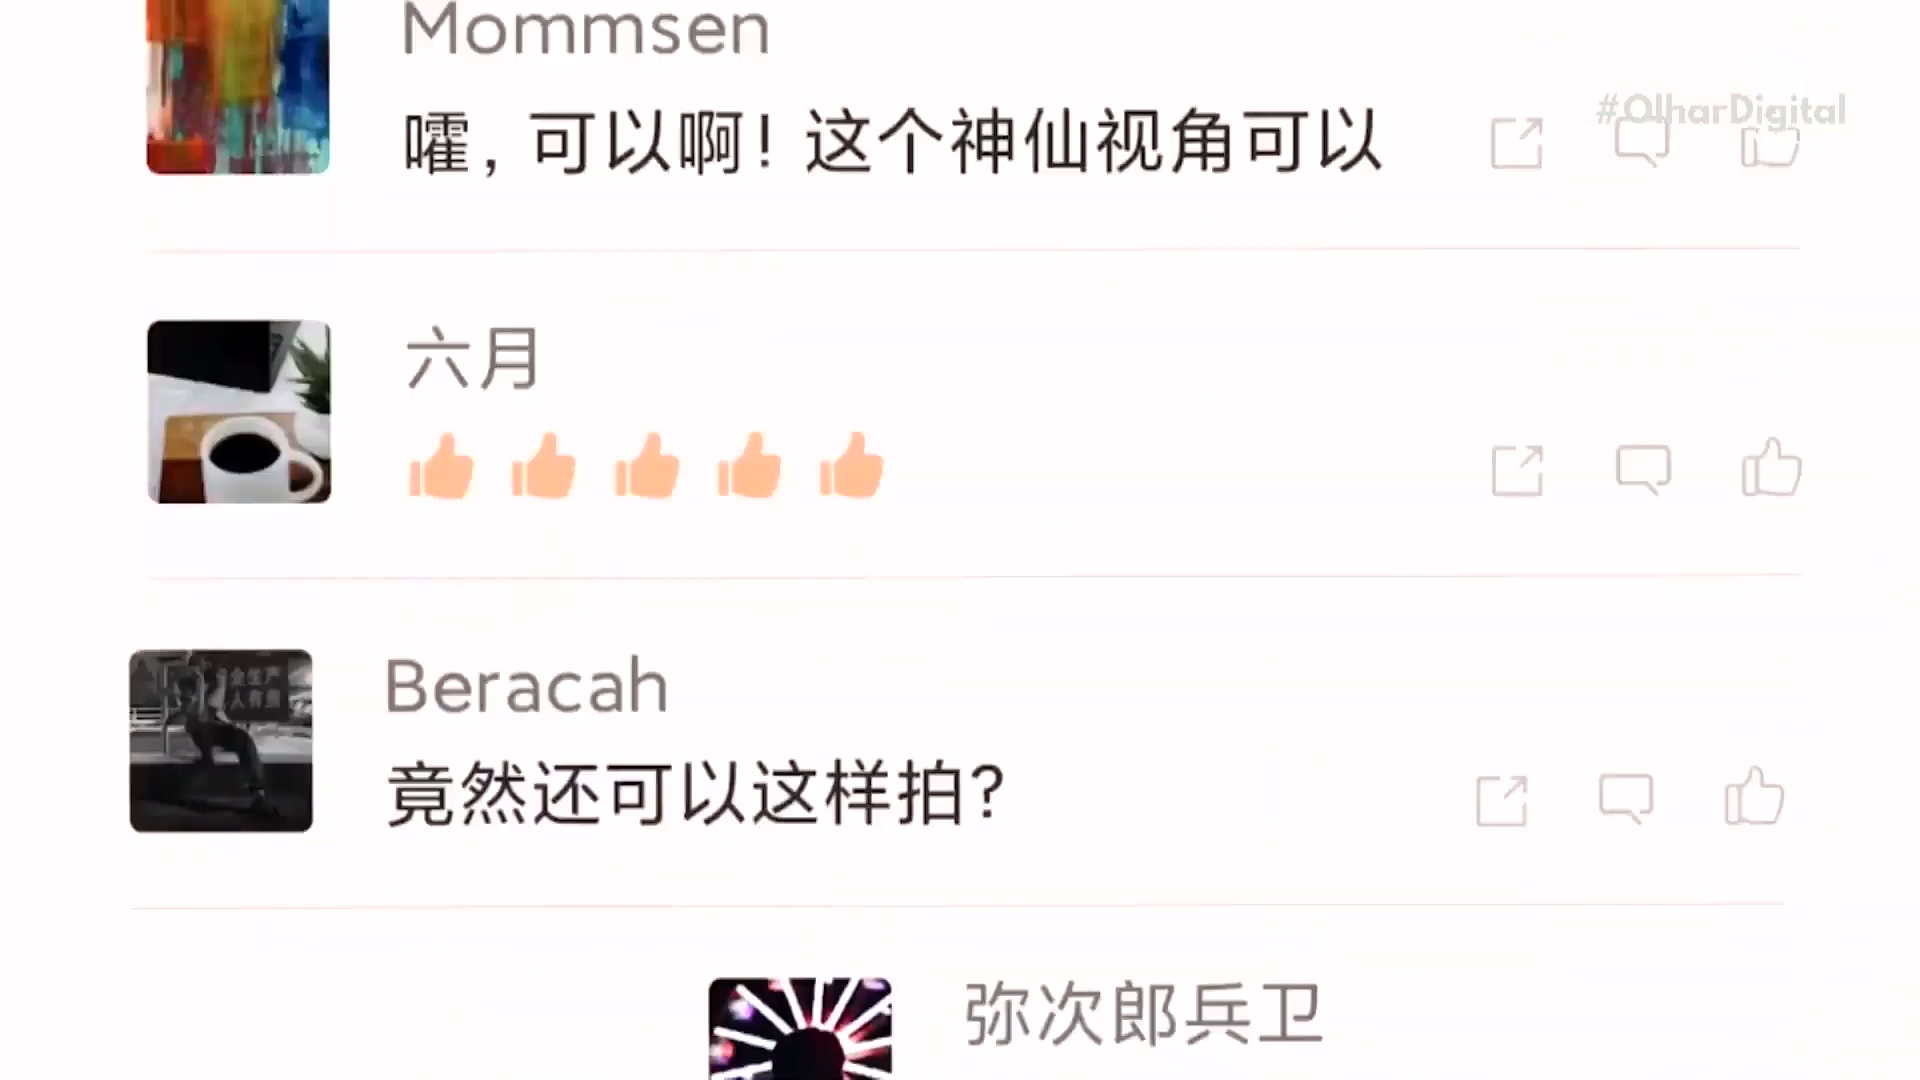 Mommsen
嚯，可以啊！这个神仙视角可以
#OlharDigital
六月
Beracah
竟然还可以这样拍？
弥次郎兵卫